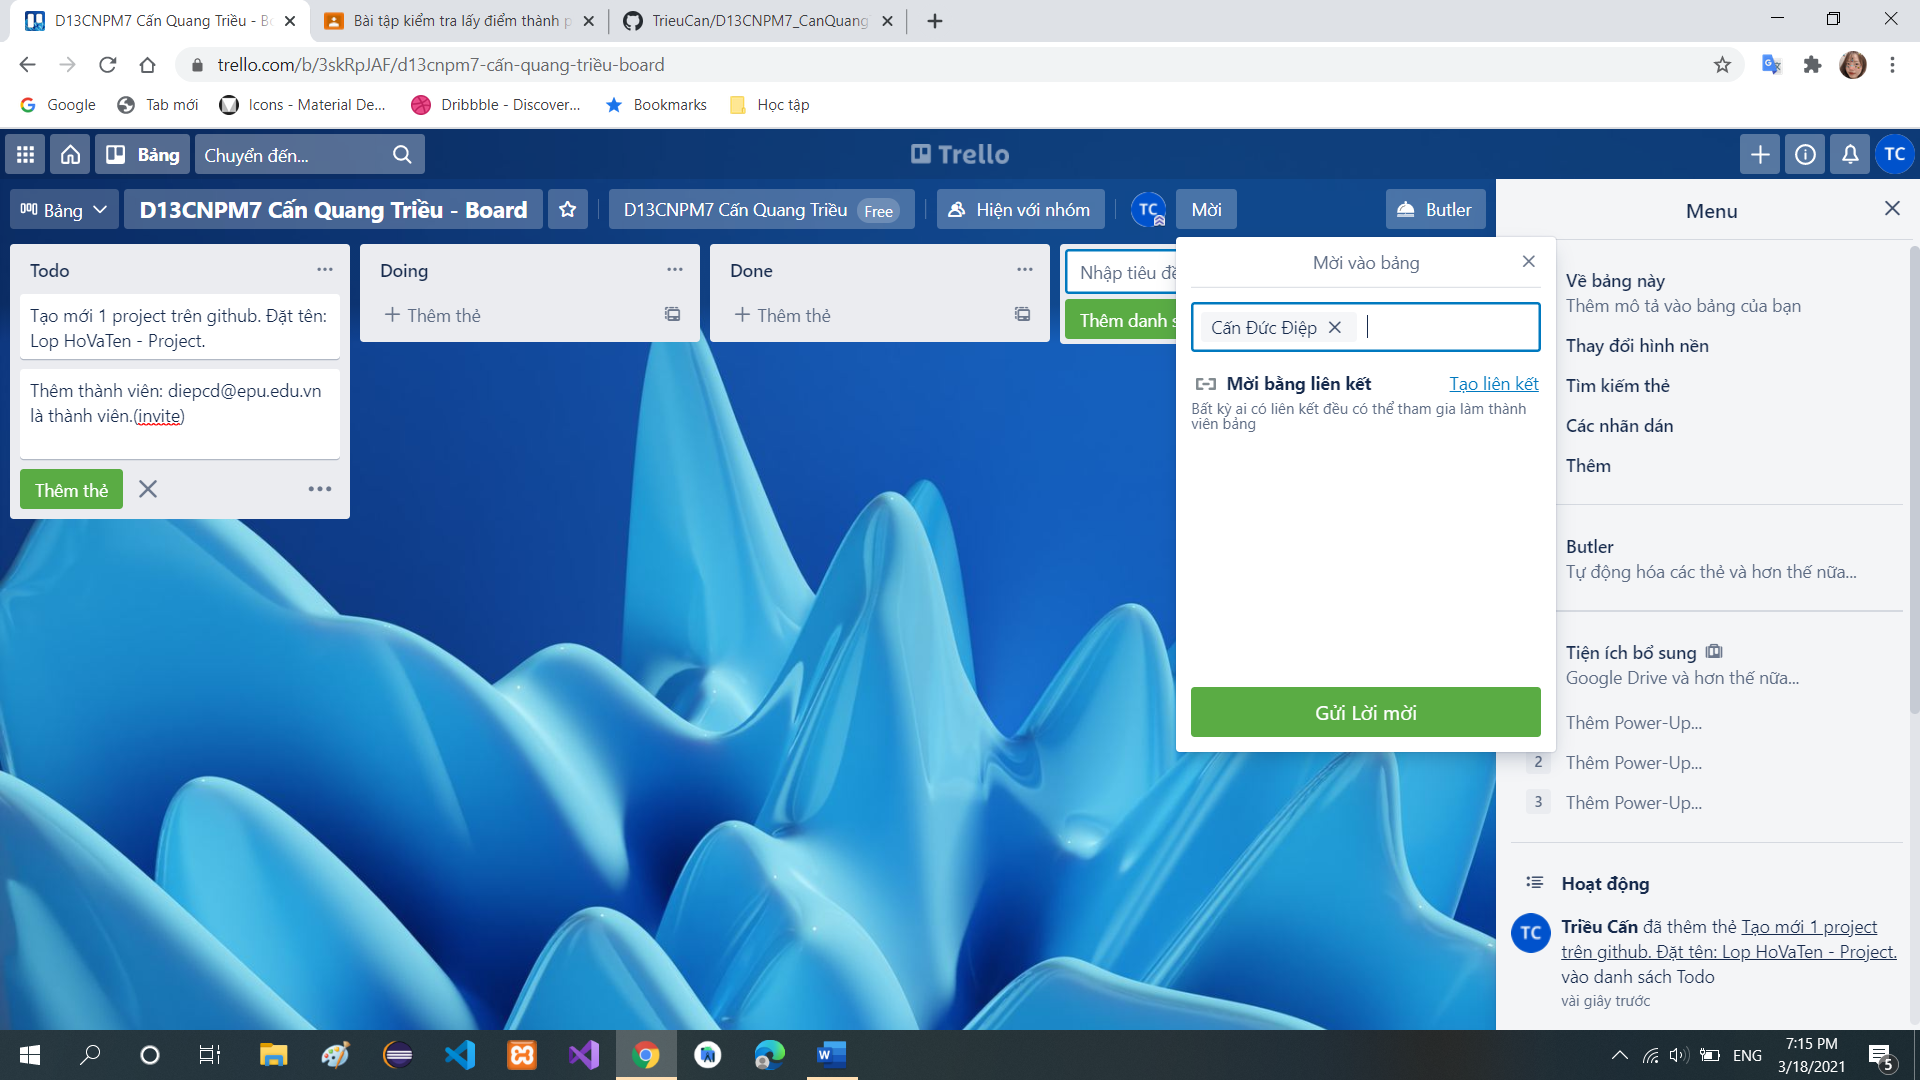 D13CNPM7 Cấn Quang Triều - Bo
Bài tập kiểm tra lấy điểm thành p
TrieuCan/D13CNPM7_CanQuang
trello.com/b/3skRpJAF/d13cnpm7-cấn-quang-triều-board
Google
Tab mới
Icons - Material De...
Dribbble - Discover...
Bookmarks
Học tập
Bảng
Chuyển đến...
Trello
TC
Bảng
D13CNPM7 Cấn Quang Triều - Board
D13CNPM7 Cấn Quang Triều Free
Hiện với nhóm
TC
Mời
Butler
Menu
Todo
Tạo mới 1 project trên github. Đặt tên:
Lop HoVaTen - Project.
Thêm thành viên: diepcd@epu.edu.vn
là thành viên.(invite)
Thêm thẻ
Doing
Thêm thẻ
Done
Thêm thẻ
Nhập tiêu đề
Thêm danh s
Mời vào bảng
Cấn Đức Điệp
Mời bằng liên kết
Tạo liên kết
Bất kỳ ai có liên kết đều có thể tham gia làm thành
viên bảng
Gửi Lời mời
Về bảng này
Thêm mô tả vào bảng của bạn
Thay đổi hình nền
Tìm kiếm thẻ
Các nhãn dán
Thêm
Butler
Tự động hóa các thẻ và hơn thế nữa...
Tiện ích bổ sung
Google Drive và hơn thế nữa...
Thêm Power-Up...
2 Thêm Power-Up...
3 Thêm Power-Up...
Hoạt động
TC
Triều Cấn đã thêm thẻ Tạo mới 1 project
trên github. Đặt tên: Lop HoVaTen - Project.
vào danh sách Todo
vài giây trước
ENG
7:15 PM
3/18/2021
5